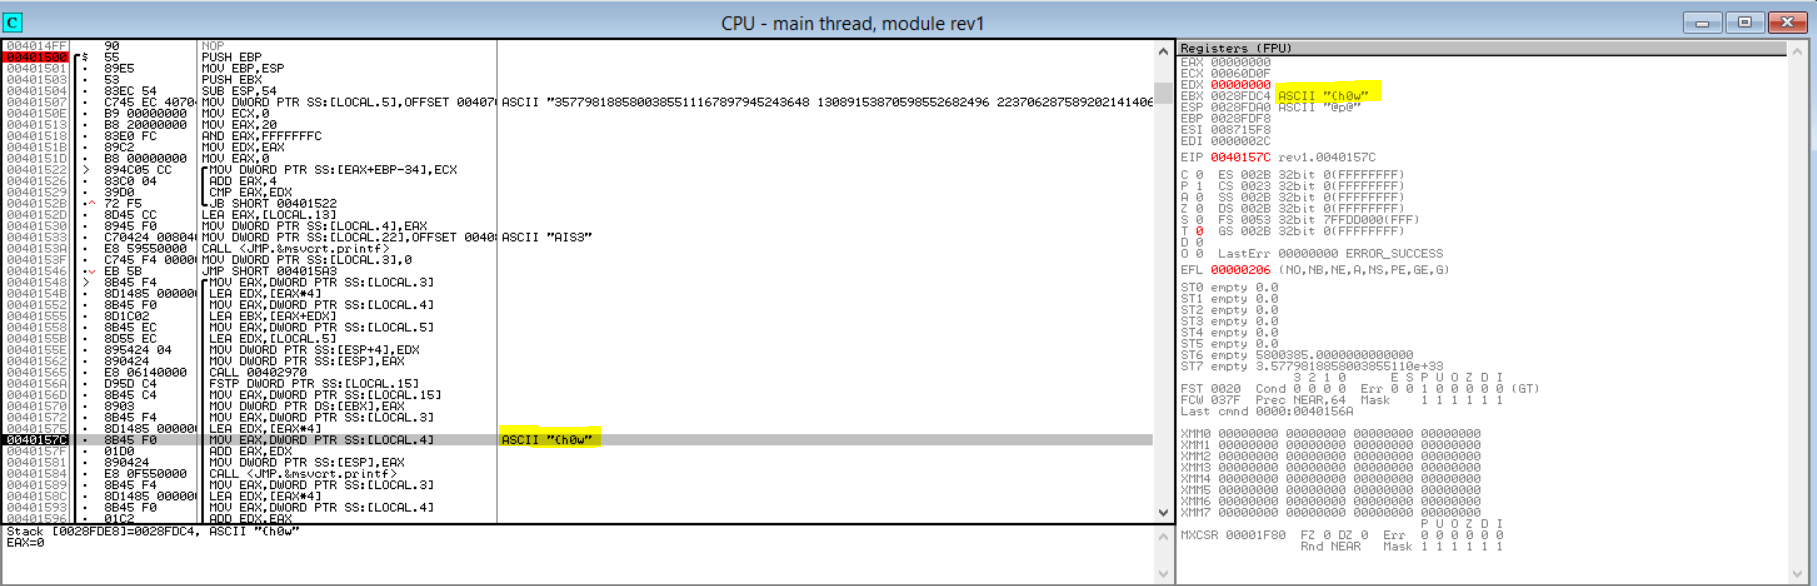 CPU - main thread, module rev1
004014FF 90 NOP
00401500 55 PUSH EBP
00401501 89E5 MOV EBP,ESP
00401503 53 PUSH EBX
00401504 83EC 54 SUB ESP,54
00401507 C745 EC 4070 MOV DWORD PTR SS:[LOCAL.5],OFFSET 00407 ASCII "35779818858003855111678979452 43648 13089153870598552682496 223706287589202141406
0040150E B9 00000000 MOV ECX,0
00401513 B8 20000000 MOV EAX,20
00401518 83E0 FC AND EAX,FFFFFFFC
0040151B 89C2 MOV EDX,EAX
0040151D B8 00000000 MOV EAX,0
00401522 > 894C05 CC MOV DWORD PTR SS:[EAX+EBP-34],ECX
00401526 83C0 04 ADD EAX,4
00401529 39D0 CMP EAX,EDX
0040152B 72 F5 JB SHORT 00401522
0040152D 8D45 CC LEA EAX,[LOCAL.13]
00401530 8945 F0 MOV DWORD PTR SS:[LOCAL.4],EAX
00401533 C70424 00804 MOV DWORD PTR SS:[LOCAL.22],OFFSET 0040 ASCII "AIS3"
0040153A E8 59550000 CALL <JMP.&msvcrt.printf>
0040153F C745 F4 0000 MOV DWORD PTR SS:[LOCAL.3],0
00401546 EB 5B JMP SHORT 004015A3
00401548 > 8B45 F4 MOV EAX,DWORD PTR SS:[LOCAL.3]
0040154B 8D1485 00000 LEA EDX,[EAX*4]
00401552 8B45 F0 MOV EAX,DWORD PTR SS:[LOCAL.4]
00401555 8D1C02 LEA EBX,[EAX+EDX]
00401558 8B45 EC MOV EAX,DWORD PTR SS:[LOCAL.5]
0040155B 8D55 EC LEA EDX,[LOCAL.5]
0040155E 895424 04 MOV DWORD PTR SS:[ESP+4],EDX
00401562 890424 MOV DWORD PTR SS:[ESP],EAX
00401565 E8 06140000 CALL 00402970
0040156A D95D C4 FSTP DWORD PTR SS:[LOCAL.15]
0040156D 8B45 C4 MOV EAX,DWORD PTR SS:[LOCAL.15]
00401570 8903 MOV DWORD PTR DS:[EBX],EAX
00401572 8B45 F4 MOV EAX,DWORD PTR SS:[LOCAL.3]
00401575 8D1485 00000 LEA EDX,[EAX*4]
0040157C 8B45 F0 MOV EAX,DWORD PTR SS:[LOCAL.4] ASCII "{h0w"
0040157F 01D0 ADD EAX,EDX
00401581 890424 MOV DWORD PTR SS:[ESP],EAX
00401584 E8 0F550000 CALL <JMP.&msvcrt.printf>
00401589 8B45 F4 MOV EAX,DWORD PTR SS:[LOCAL.3]
0040158C 8D1485 00000 LEA EDX,[EAX*4]
00401593 8B45 F0 MOV EAX,DWORD PTR SS:[LOCAL.4]
00401596 01C2 ADD EDX,EAX
Stack [0028FDE8]=0028FDC4, ASCII "{h0w"
EAX=0
Registers (FPU)
EAX 00000000
ECX 00060D0F
EDX 00000000
EBX 0028FDC4 ASCII "{h0w"
ESP 0028FDA0 ASCII "@p@"
EBP 0028FDF8
ESI 008715F8
EDI 0000002C
EIP 0040157C rev1.0040157C
C 0 ES 002B 32bit 0(FFFFFFFF)
P 1 CS 0023 32bit 0(FFFFFFFF)
A 0 SS 002B 32bit 0(FFFFFFFF)
Z 0 DS 002B 32bit 0(FFFFFFFF)
S 0 FS 0053 32bit 7FFDD000(FFF)
T 0 GS 002B 32bit 0(FFFFFFFF)
D 0
O 0 LastErr 00000000 ERROR_SUCCESS
EFL 00000206 (NO,NB,NE,A,NS,PE,GE,G)
ST0 empty 0.0
ST1 empty 0.0
ST2 empty 0.0
ST3 empty 0.0
ST4 empty 0.0
ST5 empty 0.0
ST6 empty 5800385.0000000000000
ST7 empty 3.5779818858003855110e+33
3 2 1 0 E S P U O Z D I
FST 0020 Cond 0 0 0 0 Err 0 0 1 0 0 0 0 0 (GT)
FCW 037F Prec NEAR,64 Mask 1 1 1 1 1 1
Last cmnd 0000:0040156A
XMM0 00000000 00000000 00000000 00000000
XMM1 00000000 00000000 00000000 00000000
XMM2 00000000 00000000 00000000 00000000
XMM3 00000000 00000000 00000000 00000000
XMM4 00000000 00000000 00000000 00000000
XMM5 00000000 00000000 00000000 00000000
XMM6 00000000 00000000 00000000 00000000
XMM7 00000000 00000000 00000000 00000000
P U O Z D I
MXCSR 00001F80 FZ 0 DZ 0 Err 0 0 0 0 0 0
Rnd NEAR Mask 1 1 1 1 1 1